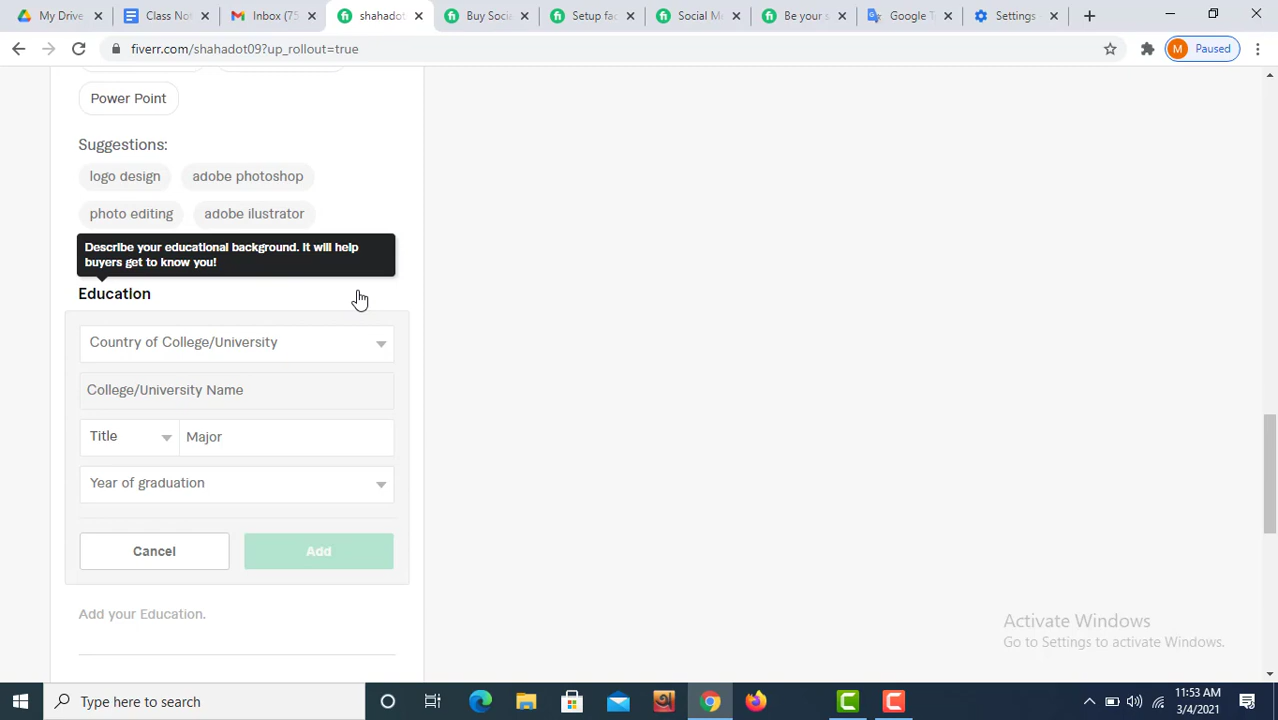 My Drive
Class Not
Inbox (75
shahadot
Buy Soci
Setup fac
Social Me
Be your s
Google T
Settings
fiverr.com/shahadot09?up_rollout=true
M Paused
Power Point
Suggestions:
logo design
adobe photoshop
photo editing
adobe ilustrator
Describe your educational background. It will help
buyers get to know you!
Education
Country of College/University
College/University Name
Title
Major
Year of graduation
Cancel
Add
Add your Education.
Activate Windows
Go to Settings to activate Windows.
Type here to search
11:53 AM
3/4/2021